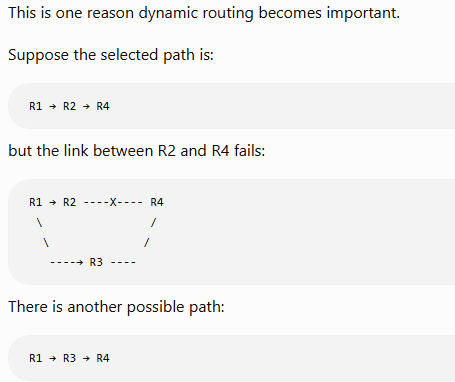 This is one reason dynamic routing becomes important.
Suppose the selected path is:
R1 → R2 → R4
but the link between R2 and R4 fails:
R1 → R2 ----X---- R4
 \               /
  \             /
   ----→ R3 ----
There is another possible path:
R1 → R3 → R4